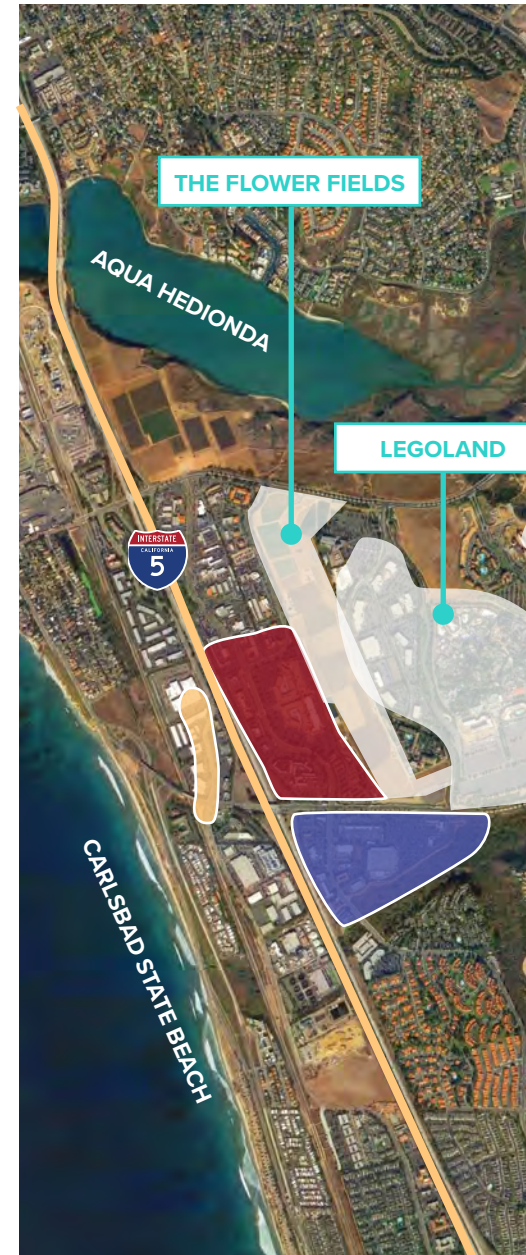 THE FLOWER FIELDS
AQUA HEDIONDA
LEGOLAND
INTERSTATE
CALIFORNIA
5
CARLSBAD STATE BEACH